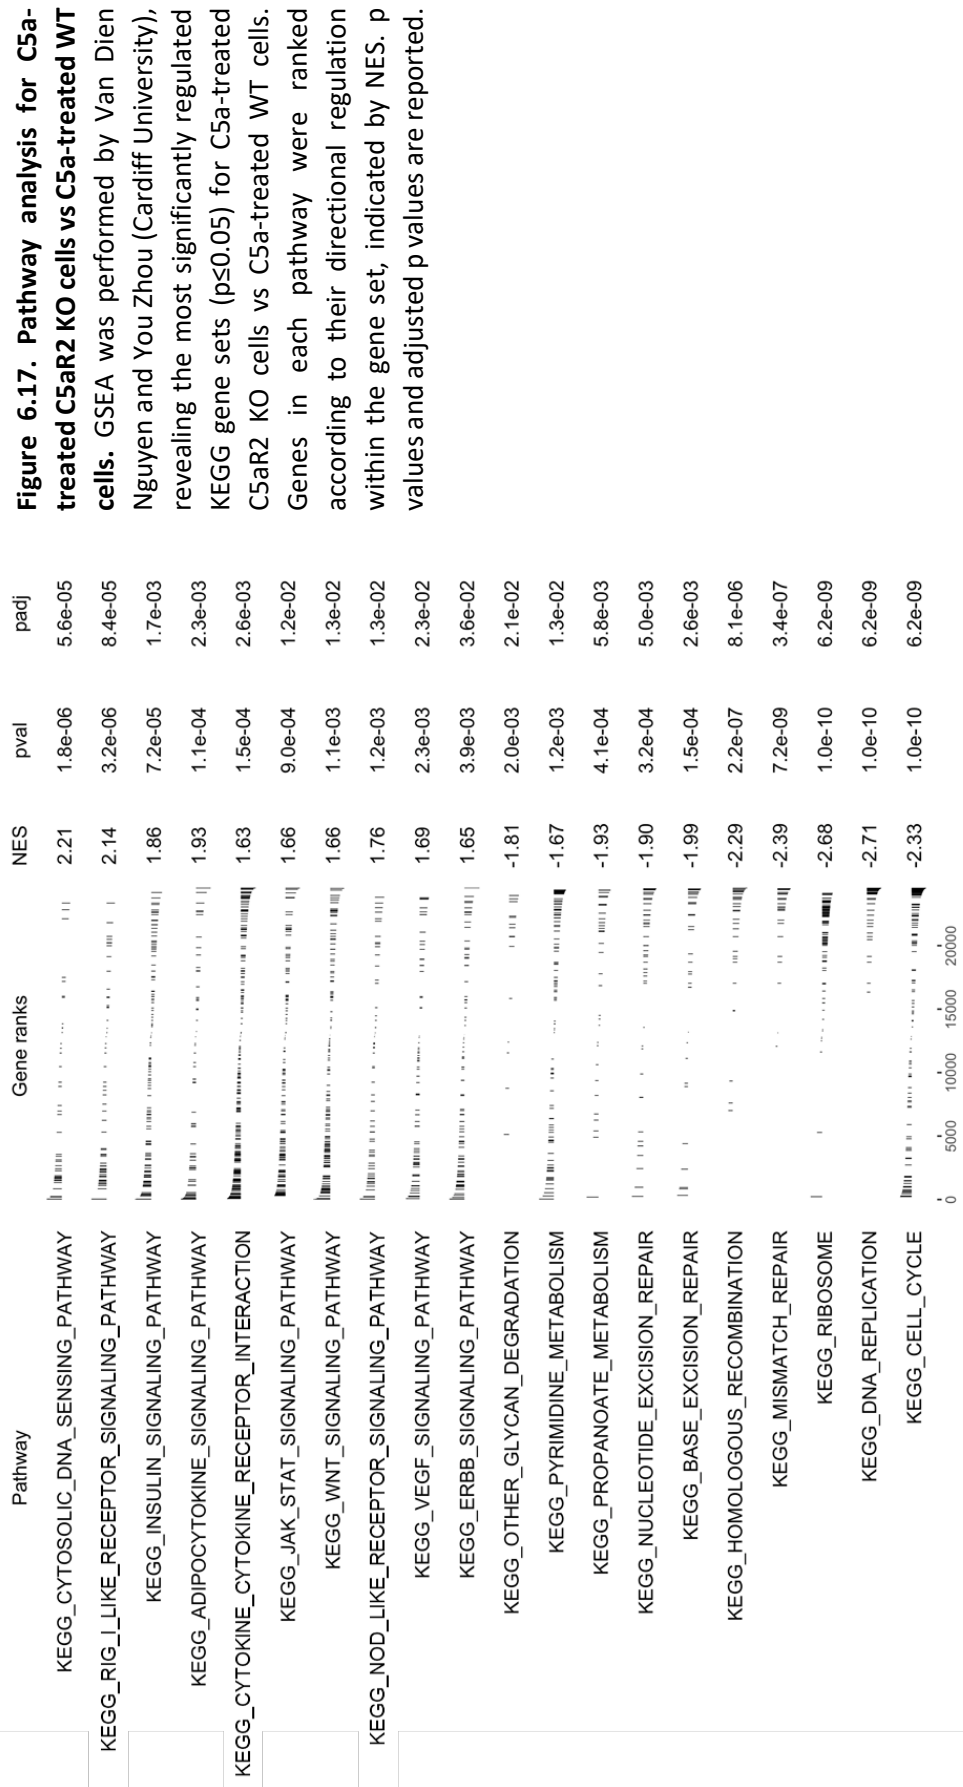 Pathway Gene ranks NES pval padj
KEGG_CYTOSOLIC_DNA_SENSING_PATHWAY 2.21 1.8e-06 5.6e-05
KEGG_RIG_I_LIKE_RECEPTOR_SIGNALING_PATHWAY 2.14 3.2e-06 8.4e-05
KEGG_INSULIN_SIGNALING_PATHWAY 1.86 7.2e-05 1.7e-03
KEGG_ADIPOCYTOKINE_SIGNALING_PATHWAY 1.93 1.1e-04 2.3e-03
KEGG_CYTOKINE_CYTOKINE_RECEPTOR_INTERACTION 1.63 1.5e-04 2.6e-03
KEGG_JAK_STAT_SIGNALING_PATHWAY 1.66 9.0e-04 1.2e-02
KEGG_WNT_SIGNALING_PATHWAY 1.66 1.1e-03 1.3e-02
KEGG_NOD_LIKE_RECEPTOR_SIGNALING_PATHWAY 1.76 1.2e-03 1.3e-02
KEGG_VEGF_SIGNALING_PATHWAY 1.69 2.3e-03 2.3e-02
KEGG_ERBB_SIGNALING_PATHWAY 1.65 3.9e-03 3.6e-02
KEGG_OTHER_GLYCAN_DEGRADATION -1.81 2.0e-03 2.1e-02
KEGG_PYRIMIDINE_METABOLISM -1.67 1.2e-03 1.3e-02
KEGG_PROPANOATE_METABOLISM -1.93 4.1e-04 5.8e-03
KEGG_NUCLEOTIDE_EXCISION_REPAIR -1.90 3.2e-04 5.0e-03
KEGG_BASE_EXCISION_REPAIR -1.99 1.5e-04 2.6e-03
KEGG_HOMOLOGOUS_RECOMBINATION -2.29 2.2e-07 8.1e-06
KEGG_MISMATCH_REPAIR -2.39 7.2e-09 3.4e-07
KEGG_RIBOSOME -2.68 1.0e-10 6.2e-09
KEGG_DNA_REPLICATION -2.71 1.0e-10 6.2e-09
KEGG_CELL_CYCLE -2.33 1.0e-10 6.2e-09
0 5000 10000 15000 20000
Figure 6.17. Pathway analysis for C5a-
treated C5aR2 KO cells vs C5a-treated WT
cells. GSEA was performed by Van Dien
Nguyen and You Zhou (Cardiff University),
revealing the most significantly regulated
KEGG gene sets (p≤0.05) for C5a-treated
C5aR2 KO cells vs C5a-treated WT cells.
Genes in each pathway were ranked
according to their directional regulation
within the gene set, indicated by NES. p
values and adjusted p values are reported.